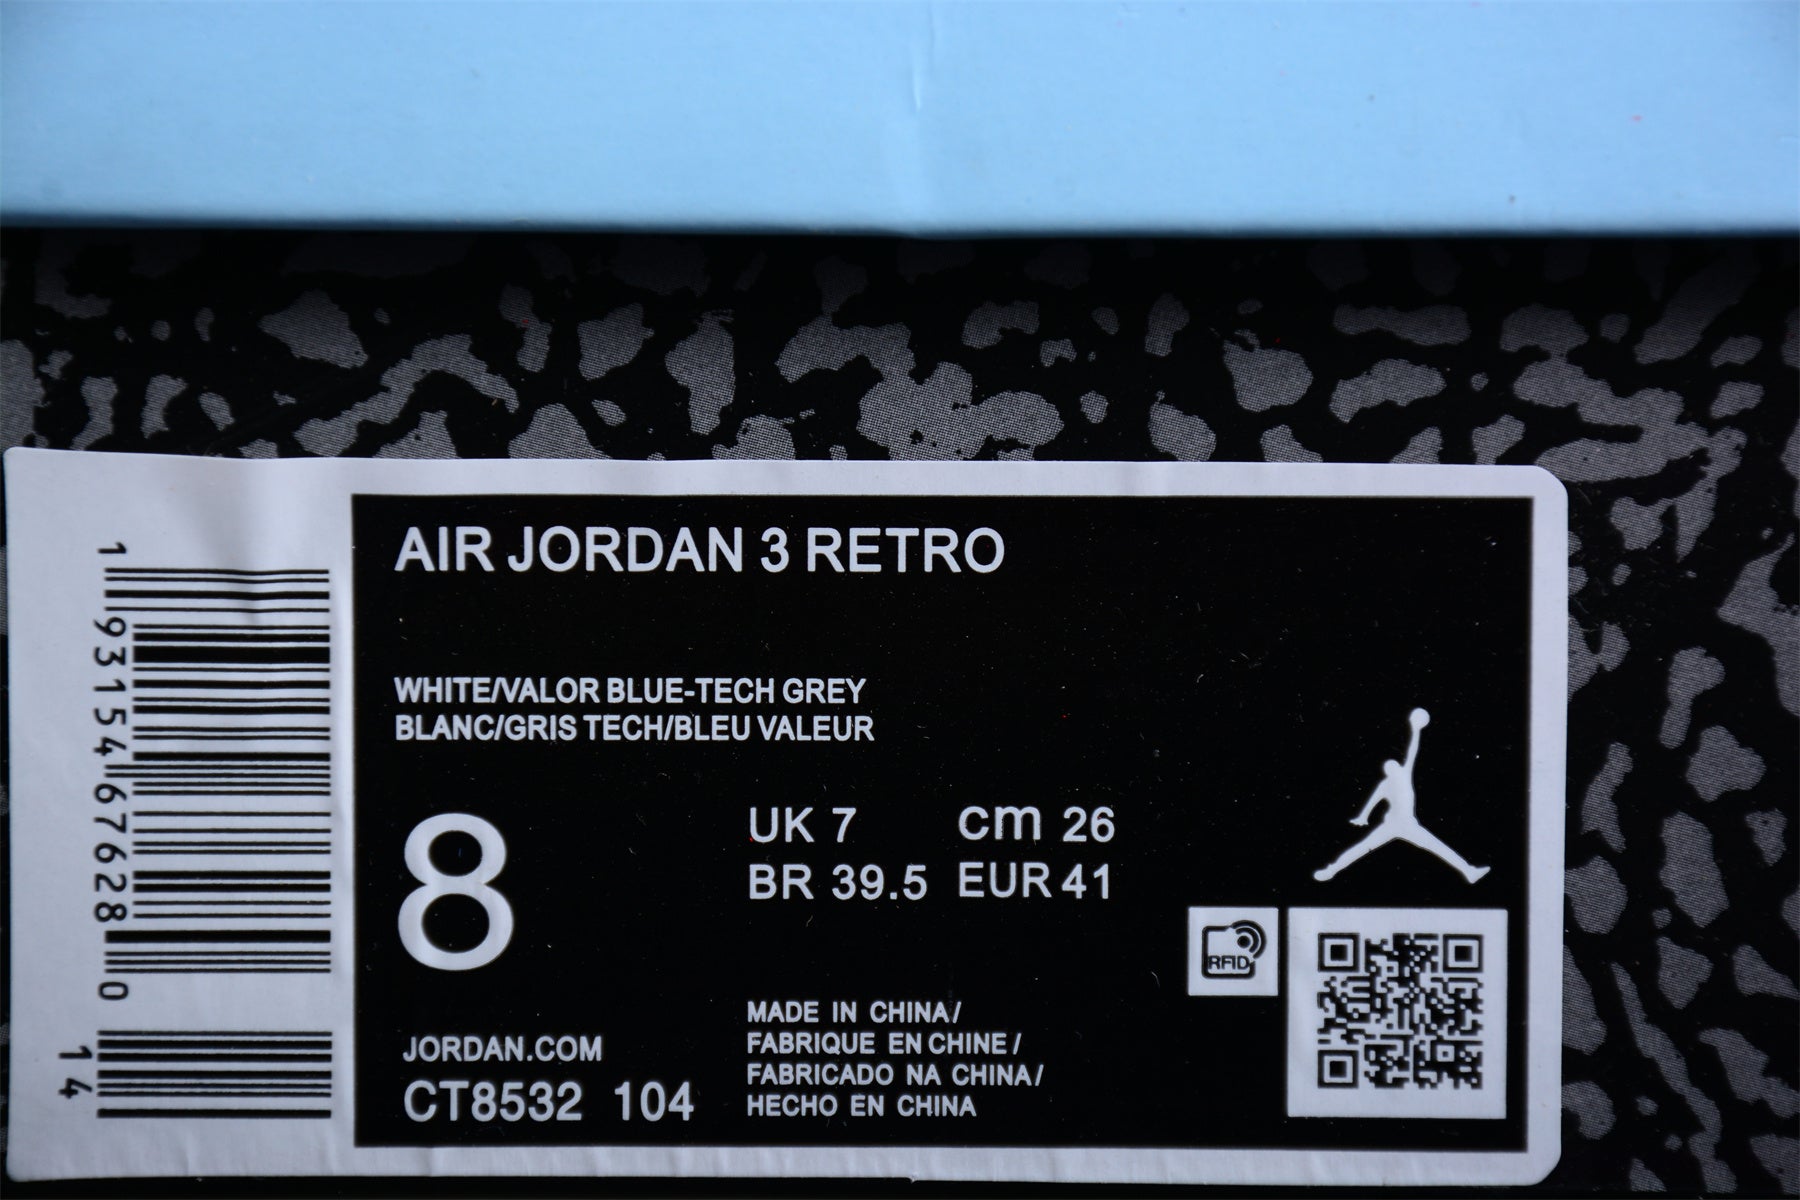 AIR JORDAN 3 RETRO
WHITE/VALOR BLUE-TECH GREY
BLANC/GRIS TECH/BLEU VALEUR
8
UK 7 cm 26
BR 39.5 EUR 41
RFID
JORDAN.COM
CT8532 104
MADE IN CHINA/
FABRIQUE EN CHINE/
FABRICADO NA CHINA/
HECHO EN CHINA
1 93154 67628 0
14